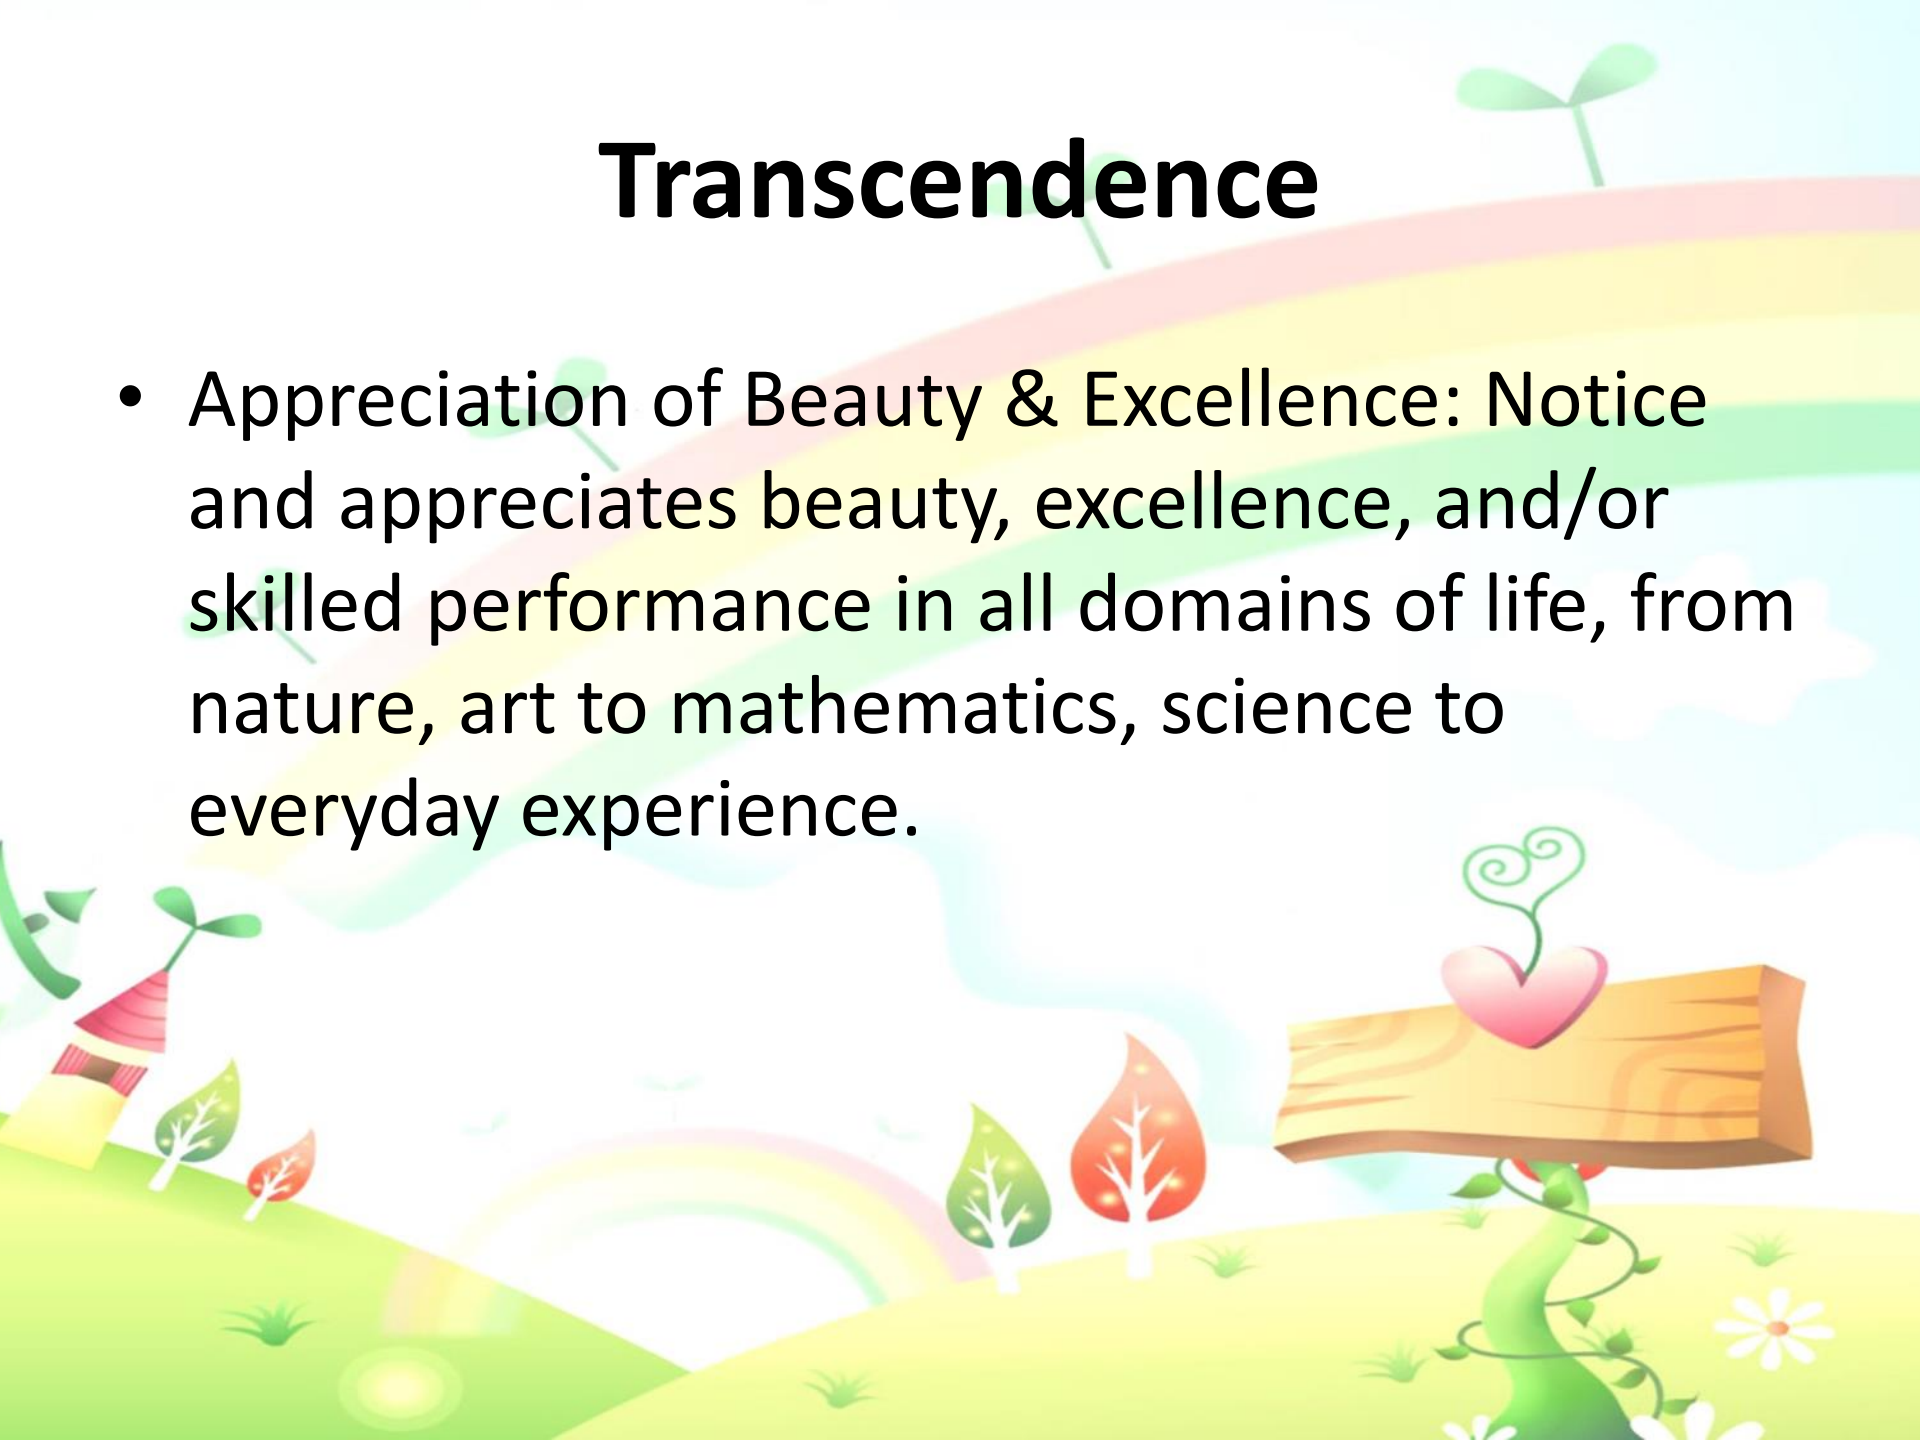 Transcendence
• Appreciation of Beauty & Excellence: Notice
and appreciates beauty, excellence, and/or
skilled performance in all domains of life, from
nature, art to mathematics, science to
everyday experience.